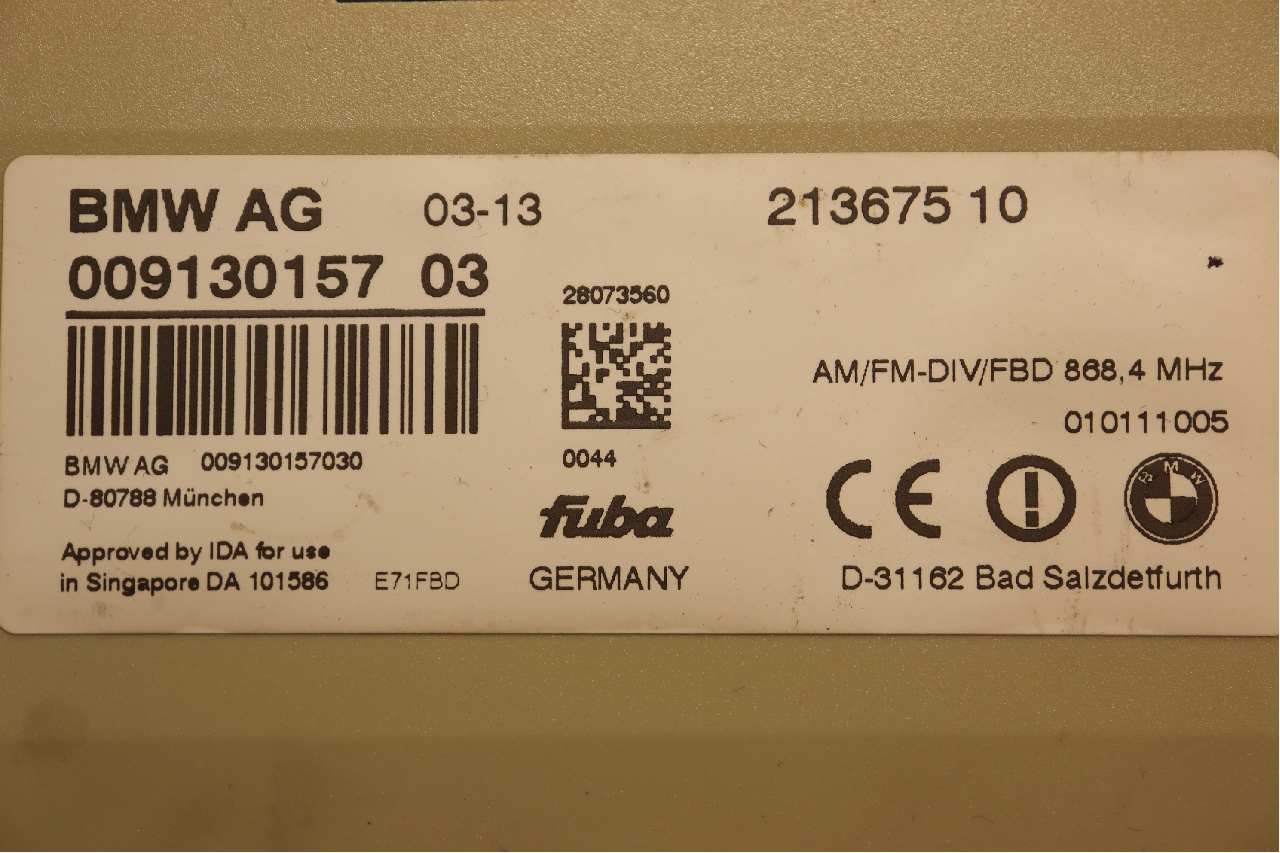 BMW AG 03-13 213675 10
009130157 03
28073560
AM/FM-DIV/FBD 868,4 MHz
010111005
BMW AG 009130157030
0044
D-80788 München
fuba
CE
BMW
Approved by IDA for use
in Singapore DA 101586 E71FBD GERMANY D-31162 Bad Salzdetfurth